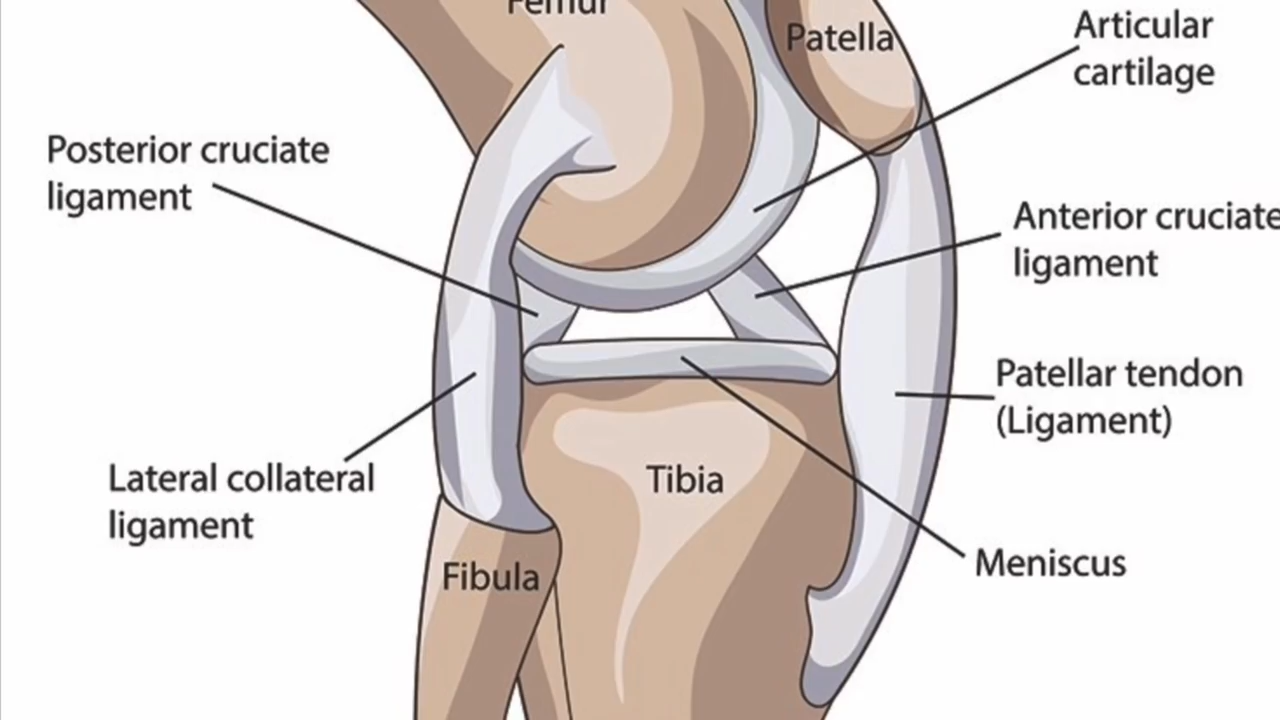 Femur
Patella
Articular
cartilage
Posterior cruciate
ligament
Anterior cruciate
ligament
Patellar tendon
(Ligament)
Lateral collateral
ligament
Tibia
Meniscus
Fibula